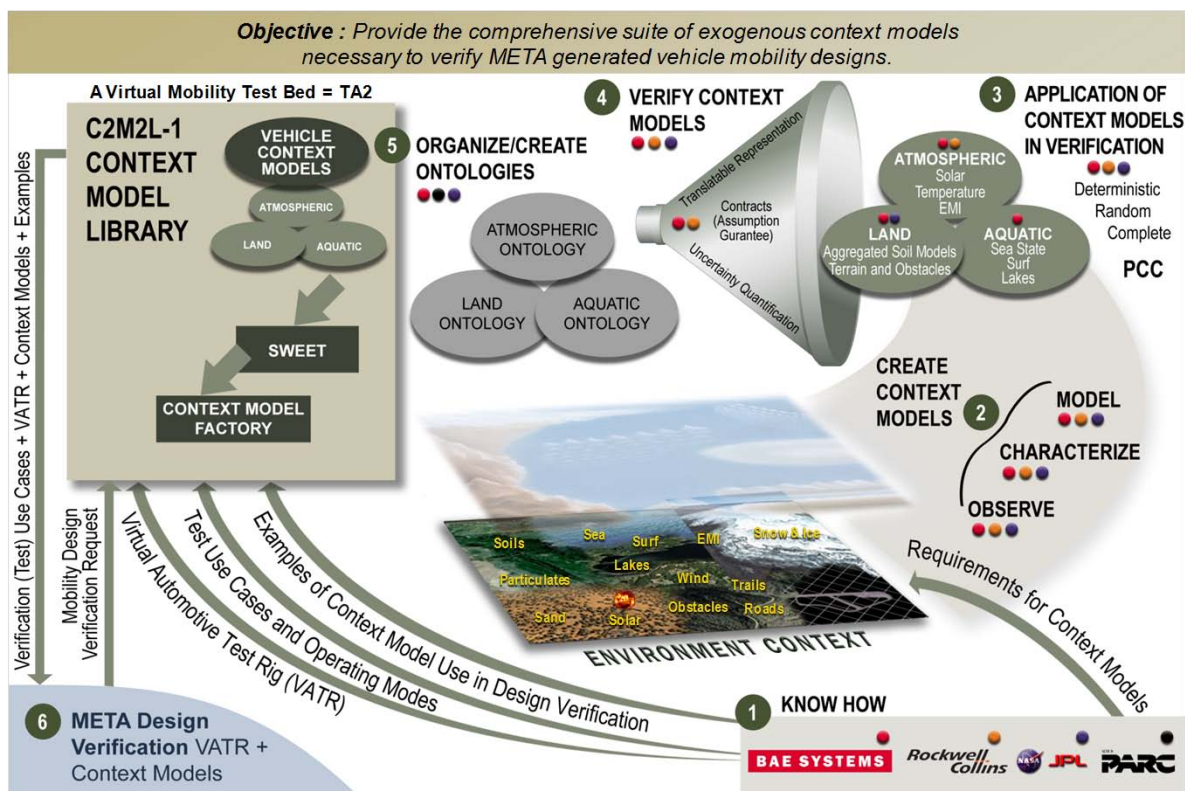 Objective : Provide the comprehensive suite of exogenous context models
necessary to verify META generated vehicle mobility designs.
A Virtual Mobility Test Bed = TA2
C2M2L-1
CONTEXT
MODEL
LIBRARY
VEHICLE
CONTEXT
MODELS
ATMOSPHERIC
LAND
AQUATIC
SWEET
CONTEXT MODEL
FACTORY
5
ORGANIZE/CREATE
ONTOLOGIES
ATMOSPHERIC
ONTOLOGY
LAND
ONTOLOGY
AQUATIC
ONTOLOGY
4
VERIFY CONTEXT
MODELS
Translatable Representation
Contracts
(Assumption
Gurantee)
Uncertainty Quantification
3
APPLICATION OF
CONTEXT MODELS
IN VERIFICATION
Deterministic
Random
Complete
PCC
ATMOSPHERIC
Solar
Temperature
EMI
LAND
Aggregated Soil Models
Terrain and Obstacles
AQUATIC
Sea State
Surf
Lakes
CREATE
CONTEXT
MODELS
2
MODEL
CHARACTERIZE
OBSERVE
Soils
Sea
Surf
EMI
Snow & Ice
Particulates
Lakes
Wind
Trails
Sand
Solar
Obstacles
Roads
ENVIRONMENT CONTEXT
Requirements for Context Models
Verification (Test) Use Cases + VATR + Context Models + Examples
Mobility Design
Verification Request
Virtual Automotive Test Rig (VATR)
Test Use Cases and Operating Modes
Examples of Context Model Use in Design Verification
6
META Design
Verification VATR +
Context Models
1
KNOW HOW
BAE SYSTEMS
Rockwell
Collins
NASA
JPL
PARC